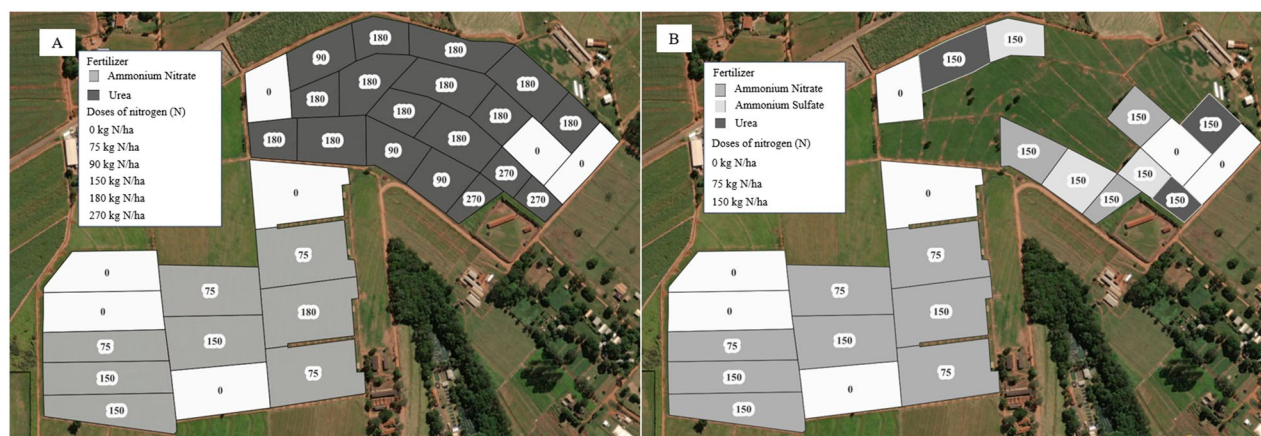 A
Fertilizer
Ammonium Nitrate
Urea
Doses of nitrogen (N)
0 kg N/ha
75 kg N/ha
90 kg N/ha
150 kg N/ha
180 kg N/ha
270 kg N/ha
180
90
180
180
180
180
0
180
180
180
180
180
180
180
90
0
0
90
270
0
270
270
75
0
75
0
180
75
150
75
150
0
150
B
Fertilizer
Ammonium Nitrate
Ammonium Sulfate
Urea
Doses of nitrogen (N)
0 kg N/ha
75 kg N/ha
150 kg N/ha
150
150
0
150
150
150
0
0
150
150
0
150
150
75
0
75
0
150
75
150
75
150
0
150